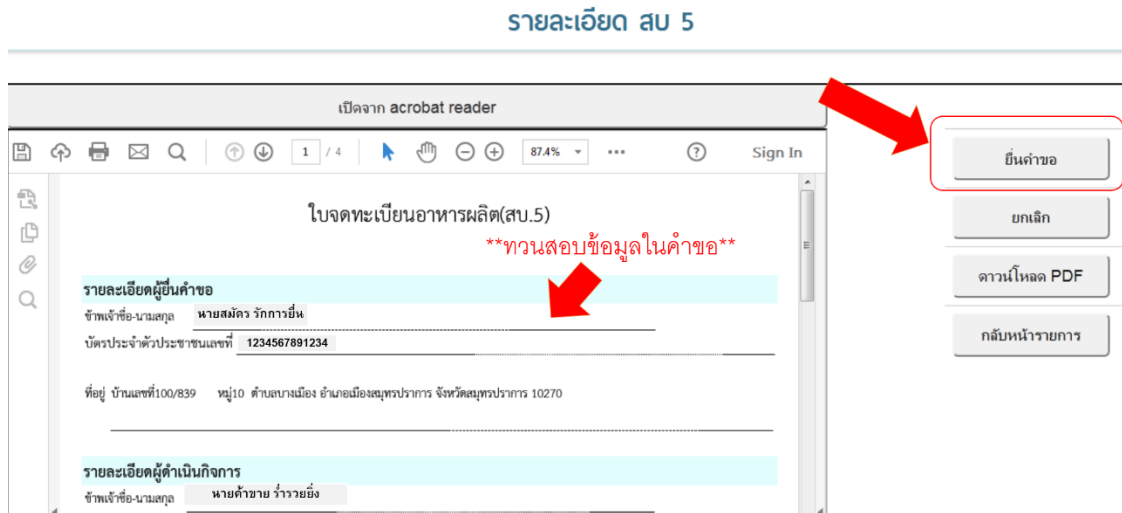 รายละเอียด สบ 5
เปิดจาก acrobat reader
1 / 4
87.4%
Sign In
ใบจดทะเบียนอาหารผลิต(สบ.5)
**ทวนสอบข้อมูลในคำขอ**
รายละเอียดผู้ยื่นคำขอ
ข้าพเจ้าชื่อ-นามสกุล นายสมัคร รักการยื่น
บัตรประจำตัวประชาชนเลขที่ 1234567891234
ที่อยู่ บ้านเลขที่100/839 หมู่10 ตำบลบางเมือง อำเภอเมืองสมุทรปราการ จังหวัดสมุทรปราการ 10270
รายละเอียดผู้ดำเนินกิจการ
ข้าพเจ้าชื่อ-นามสกุล นายค้าขาย ร่ำรวยยิ่ง
ยื่นคำขอ
ยกเลิก
ดาวน์โหลด PDF
กลับหน้ารายการ